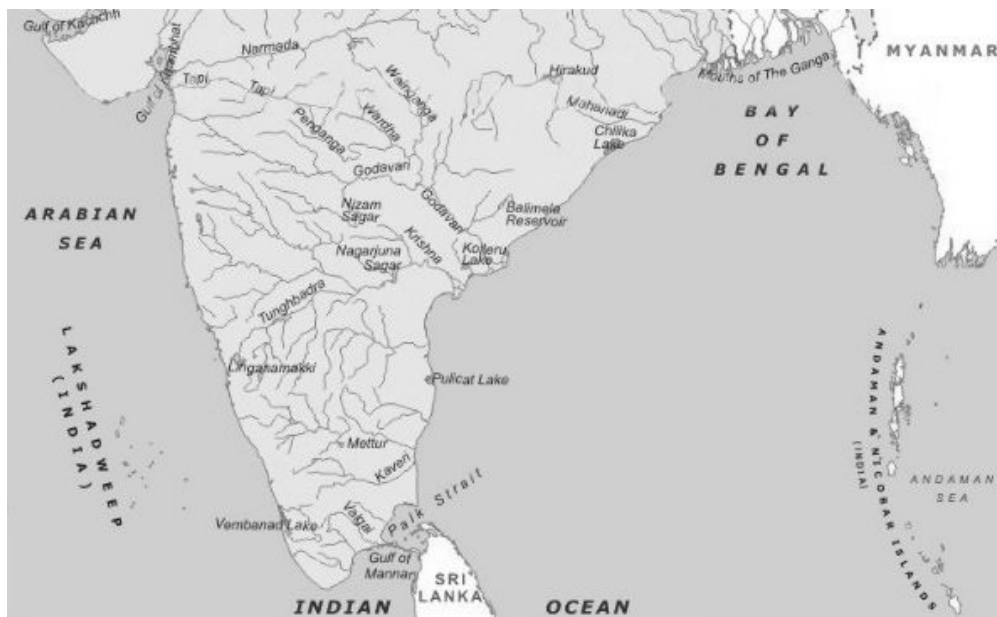 Gulf of Kachchh
Gulf of Khambhat
Narmada
Tapi
Tapi
Penganga
Wardha
Wainganga
Godavari
Godavari
Hirakud
Mahanadi
Chilika
Lake
Mouths of The Ganga
MYANMAR
BAY
OF
BENGAL
ARABIAN
SEA
Nizam
Sagar
Krishna
Balimela
Reservoir
Kolleru
Lake
Nagarjuna
Sagar
Tunghbadra
LAKSHADWEEP
(INDIA)
Linganamakki
Pulicat Lake
Mettur
Kaveri
Vembanad Lake
Vaigai
Palk Strait
Gulf of
Mannar
SRI
LANKA
INDIAN OCEAN
ANDAMAN & NICOBAR ISLANDS
(INDIA)
ANDAMAN
SEA